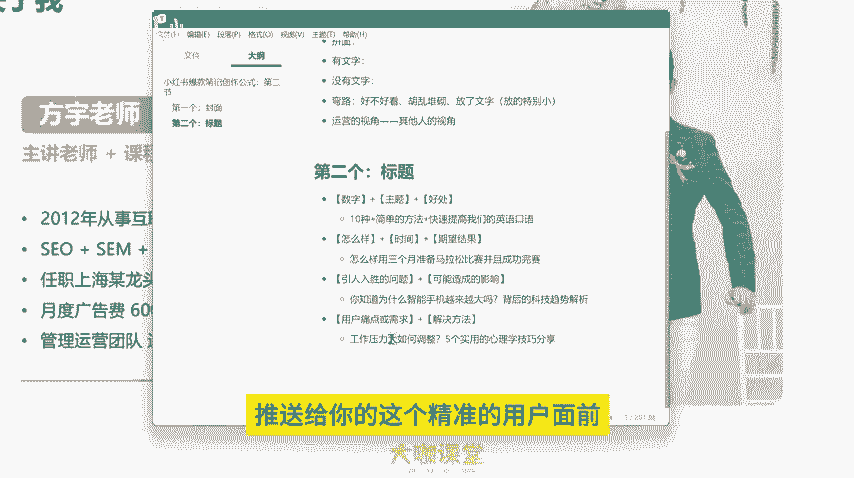 方宇老师
主讲老师 + 课程
• 2012年从事互联
• SEO + SEM +
• 任职上海某龙头
• 月度广告费 600
• 管理运营团队
文件(F) 编辑(E) 段落(P) 格式(O) 视图(V) 主题(T) 帮助(H)
文档 大纲
小红书爆款笔记创作公式：第二
节
第一个：封面
第二个：标题
• 有文字：
• 没有文字：
• 弯路：好不好看、胡乱堆砌、放了文字（放的特别小）
• 运营的视角——其他人的视角
第二个：标题
• 【数字】+【主题】+【好处】
○ 10种+简单的方法+快速提高我们的英语口语
• 【怎么样】+【时间】+【期望结果】
○ 怎么样用三个月准备马拉松比赛并且成功完赛
• 【引人入胜的问题】+【可能造成的影响】
○ 你知道为什么智能手机越来越大吗？背后的科技趋势解析
• 【用户痛点或需求】+【解决方法】
○ 工作压力大如何调整？5个实用的心理学技巧分享
推送给你的这个精准的用户面前
大咖课堂